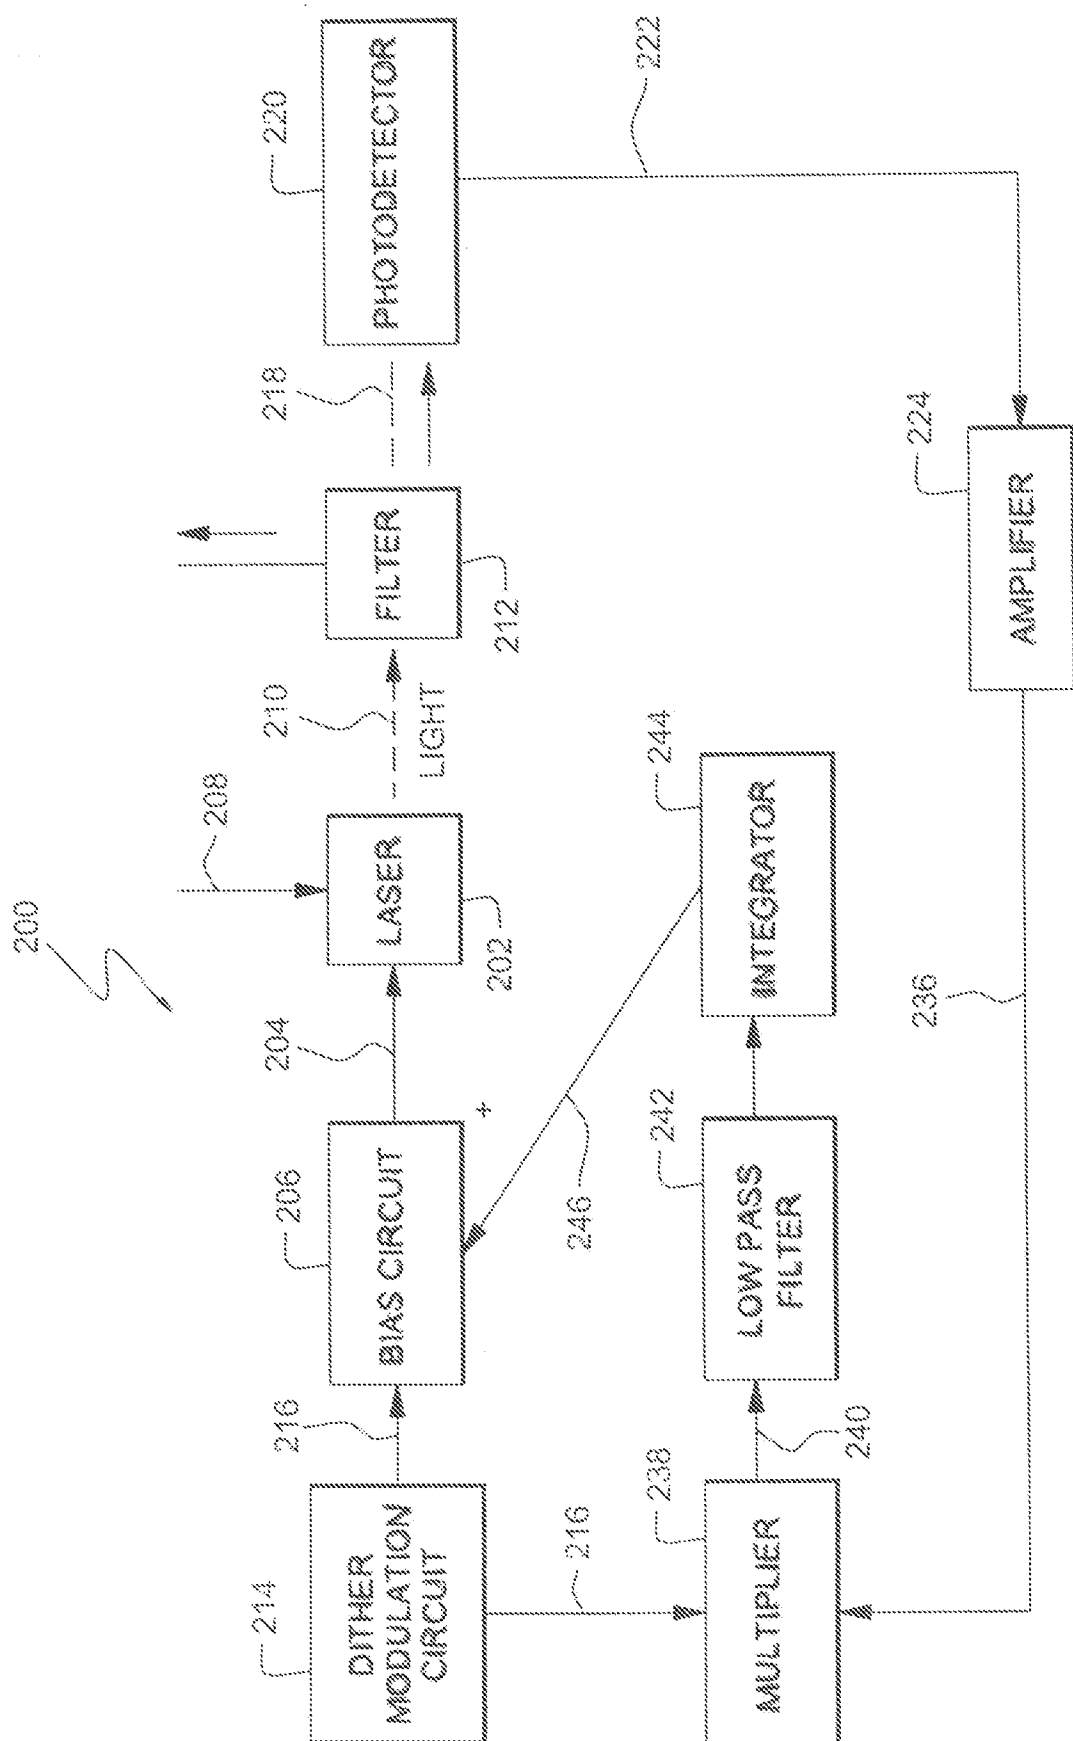 200
214
DITHER
MODULATION
CIRCUIT
216
206
BIAS CIRCUIT
+
204
208
LASER
202
210
LIGHT
FILTER
212
218
220
PHOTODETECTOR
222
216
246
238
MULTIPLIER
240
242
LOW PASS
FILTER
244
INTEGRATOR
224
AMPLIFIER
236